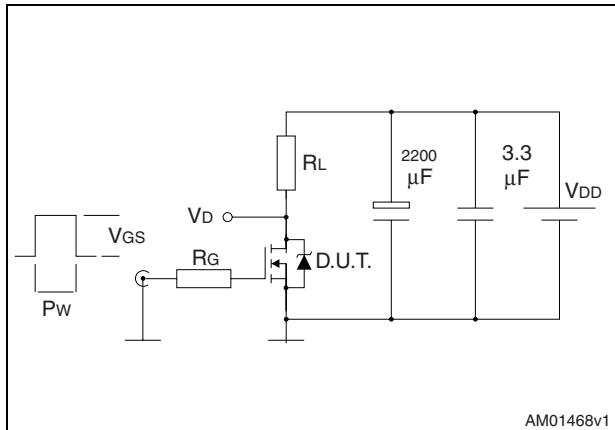 RL
2200
μF
3.3
μF
VDD
VD
VGS
RG
D.U.T.
PW
AM01468v1